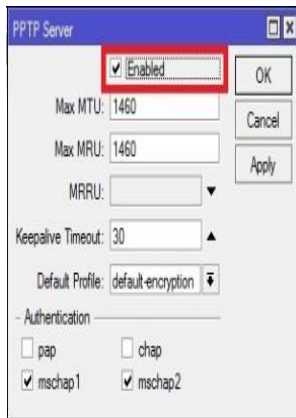 PPTP Server
Enabled
OK
Max MTU: 1460
Cancel
Max MRU: 1460
Apply
MRRU:
Keepalive Timeout: 30
Default Profile: default-encryption
Authentication
pap chap
mschap1 mschap2